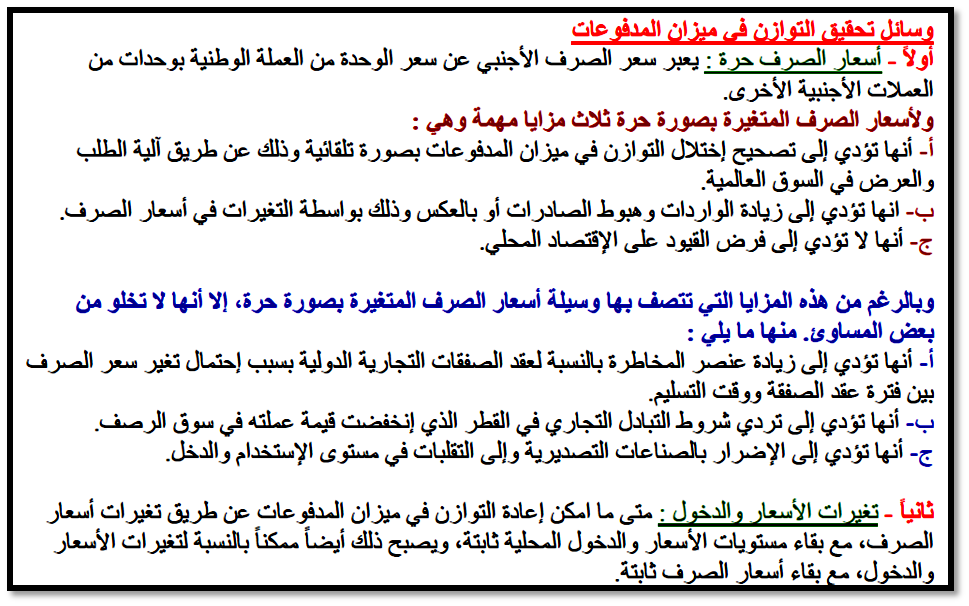 وسائل تحقيق التوازن في ميزان المدفوعات
أولاً - أسعار الصرف حرة : يعبر سعر الصرف الأجنبي عن سعر الوحدة من العملة الوطنية بوحدات من
العملات الأجنبية الأخرى.
ولأسعار الصرف المتغيرة بصورة حرة ثلاث مزايا مهمة وهي :
أ- أنها تؤدي إلى تصحيح إختلال التوازن في ميزان المدفوعات بصورة تلقائية وذلك عن طريق آلية الطلب
والعرض في السوق العالمية.
ب- انها تؤدي إلى زيادة الواردات وهبوط الصادرات أو بالعكس وذلك بواسطة التغيرات في أسعار الصرف.
ج- أنها لا تؤدي إلى فرض القيود على الإقتصاد المحلي.
وبالرغم من هذه المزايا التي تتصف بها وسيلة أسعار الصرف المتغيرة بصورة حرة، إلا أنها لا تخلو من
بعض المساوئ. منها ما يلي :
أ- أنها تؤدي إلى زيادة عنصر المخاطرة بالنسبة لعقد الصفقات التجارية الدولية بسبب إحتمال تغير سعر الصرف
بين فترة عقد الصفقة ووقت التسليم.
ب- أنها تؤدي إلى تردي شروط التبادل التجاري في القطر الذي إنخفضت قيمة عملته في سوق الرصف.
ج- أنها تؤدي إلى الإضرار بالصناعات التصديرية وإلى التقلبات في مستوى الإستخدام والدخل.
ثانياً - تغيرات الأسعار والدخول : متى ما امكن إعادة التوازن في ميزان المدفوعات عن طريق تغيرات أسعار
الصرف، مع بقاء مستويات الأسعار والدخول المحلية ثابتة، ويصبح ذلك أيضاً ممكناً بالنسبة لتغيرات الأسعار
والدخول، مع بقاء أسعار الصرف ثابتة.